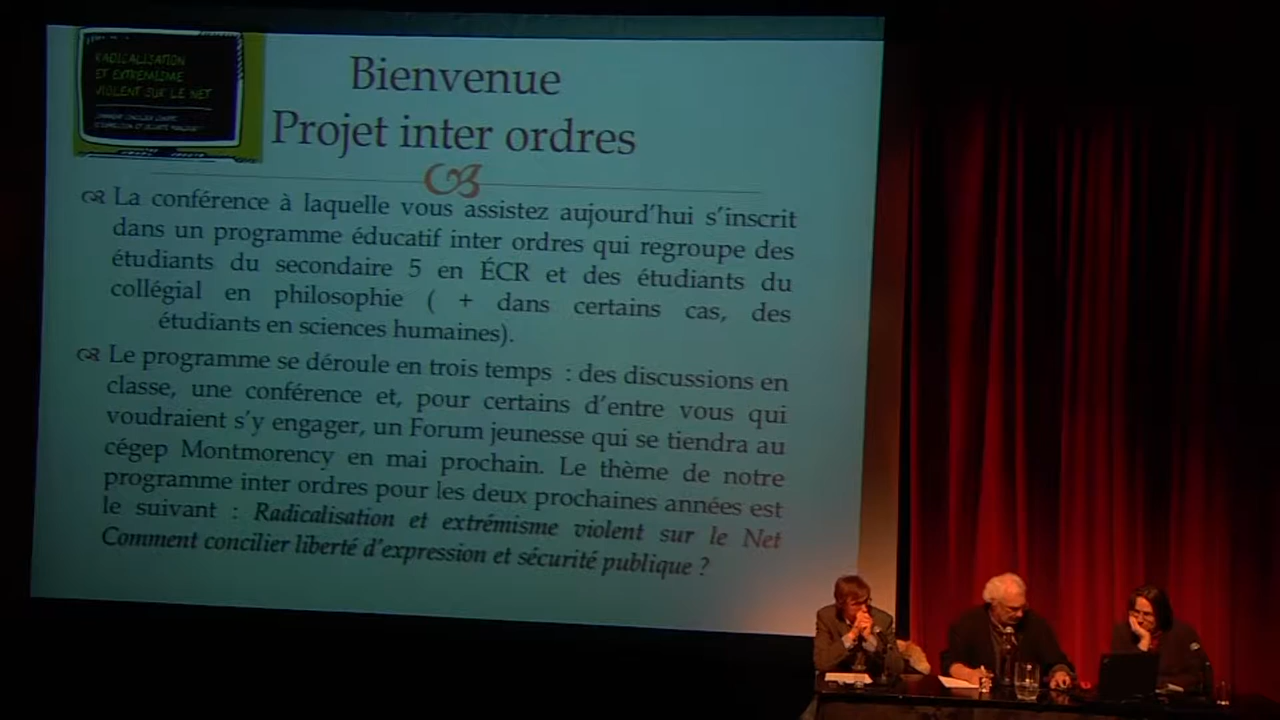 RADICALISATION
ET EXTRÉMISME
VIOLENT SUR LE NET
Bienvenue
Projet inter ordres
La conférence à laquelle vous assistez aujourd'hui s'inscrit
dans un programme éducatif inter ordres qui regroupe des
étudiants du secondaire 5 en ÉCR et des étudiants du
collégial en philosophie ( + dans certains cas, des
étudiants en sciences humaines).
Le programme se déroule en trois temps : des discussions en
classe, une conférence et, pour certains d'entre vous qui
voudraient s'y engager, un Forum jeunesse qui se tiendra au
cégep Montmorency en mai prochain. Le thème de notre
programme inter ordres pour les deux prochaines années est
le suivant : Radicalisation et extrémisme violent sur le Net
Comment concilier liberté d'expression et sécurité publique ?